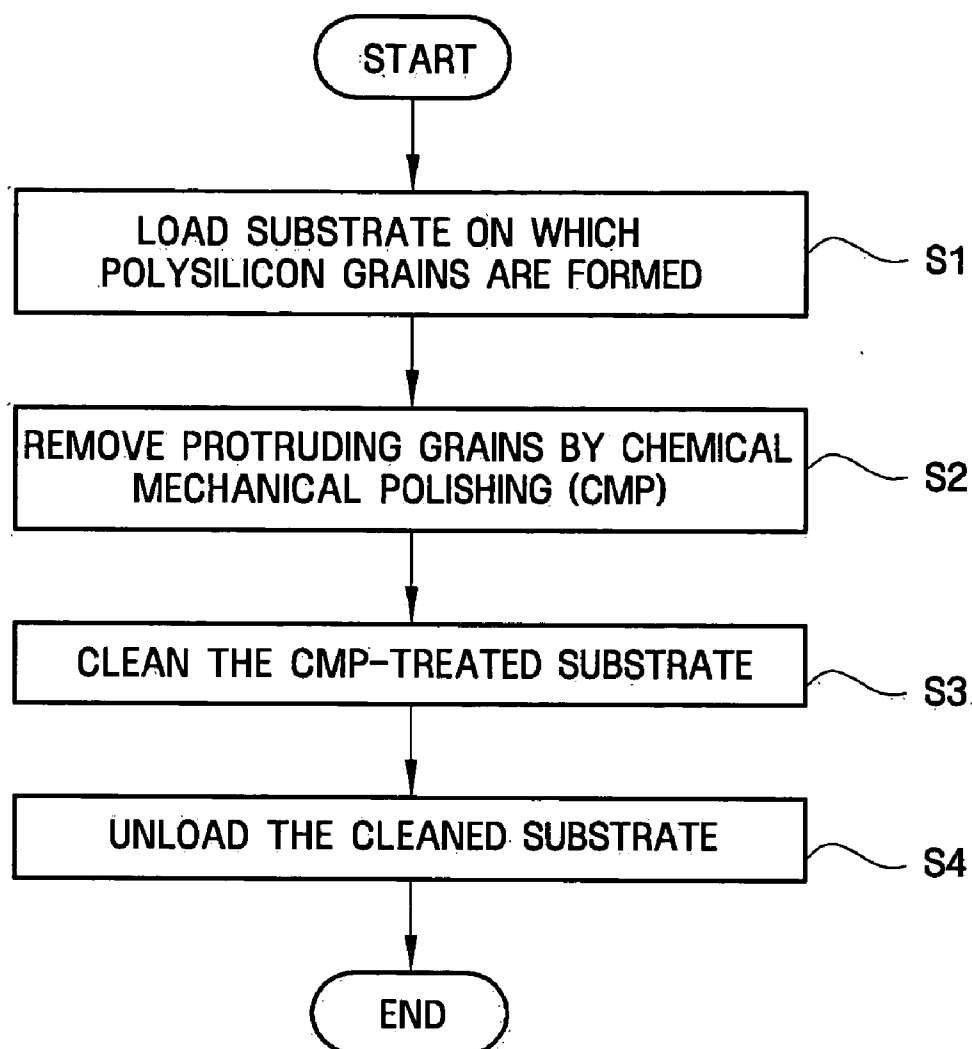 START
LOAD SUBSTRATE ON WHICH
POLYSILICON GRAINS ARE FORMED
S1
REMOVE PROTRUDING GRAINS BY CHEMICAL
MECHANICAL POLISHING (CMP)
S2
CLEAN THE CMP-TREATED SUBSTRATE
S3
UNLOAD THE CLEANED SUBSTRATE
S4
END